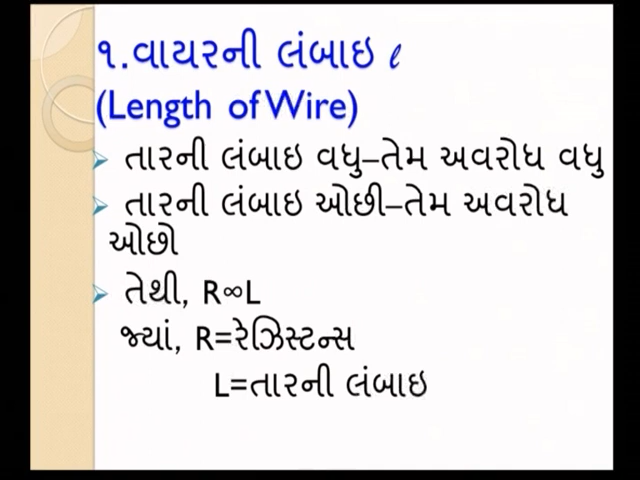 ૧.વાયરની લંબાઇ l
(Length of Wire)
તારની લંબાઇ વધુ–તેમ અવરોધ વધુ
તારની લંબાઇ ઓછી–તેમ અવરોધ
ઓછો
તેથી, R∞L
જ્યાં, R=રેઝિસ્ટન્સ
L=તારની લંબાઇ